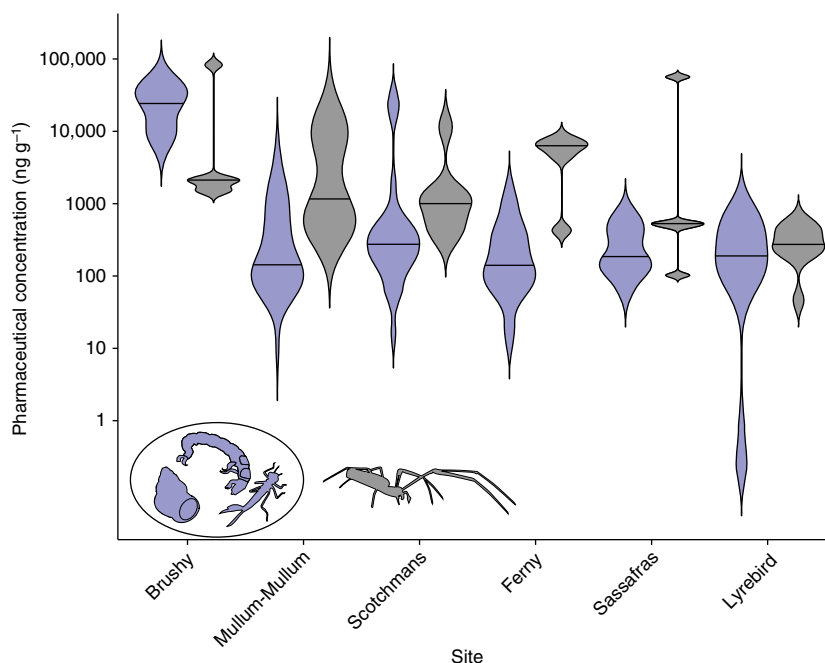 Pharmaceutical concentration (ng g⁻¹)
100,000
10,000
1000
100
10
1
Brushy
Mullum-Mullum
Scotchmans
Ferny
Sassafras
Lyrebird
Site